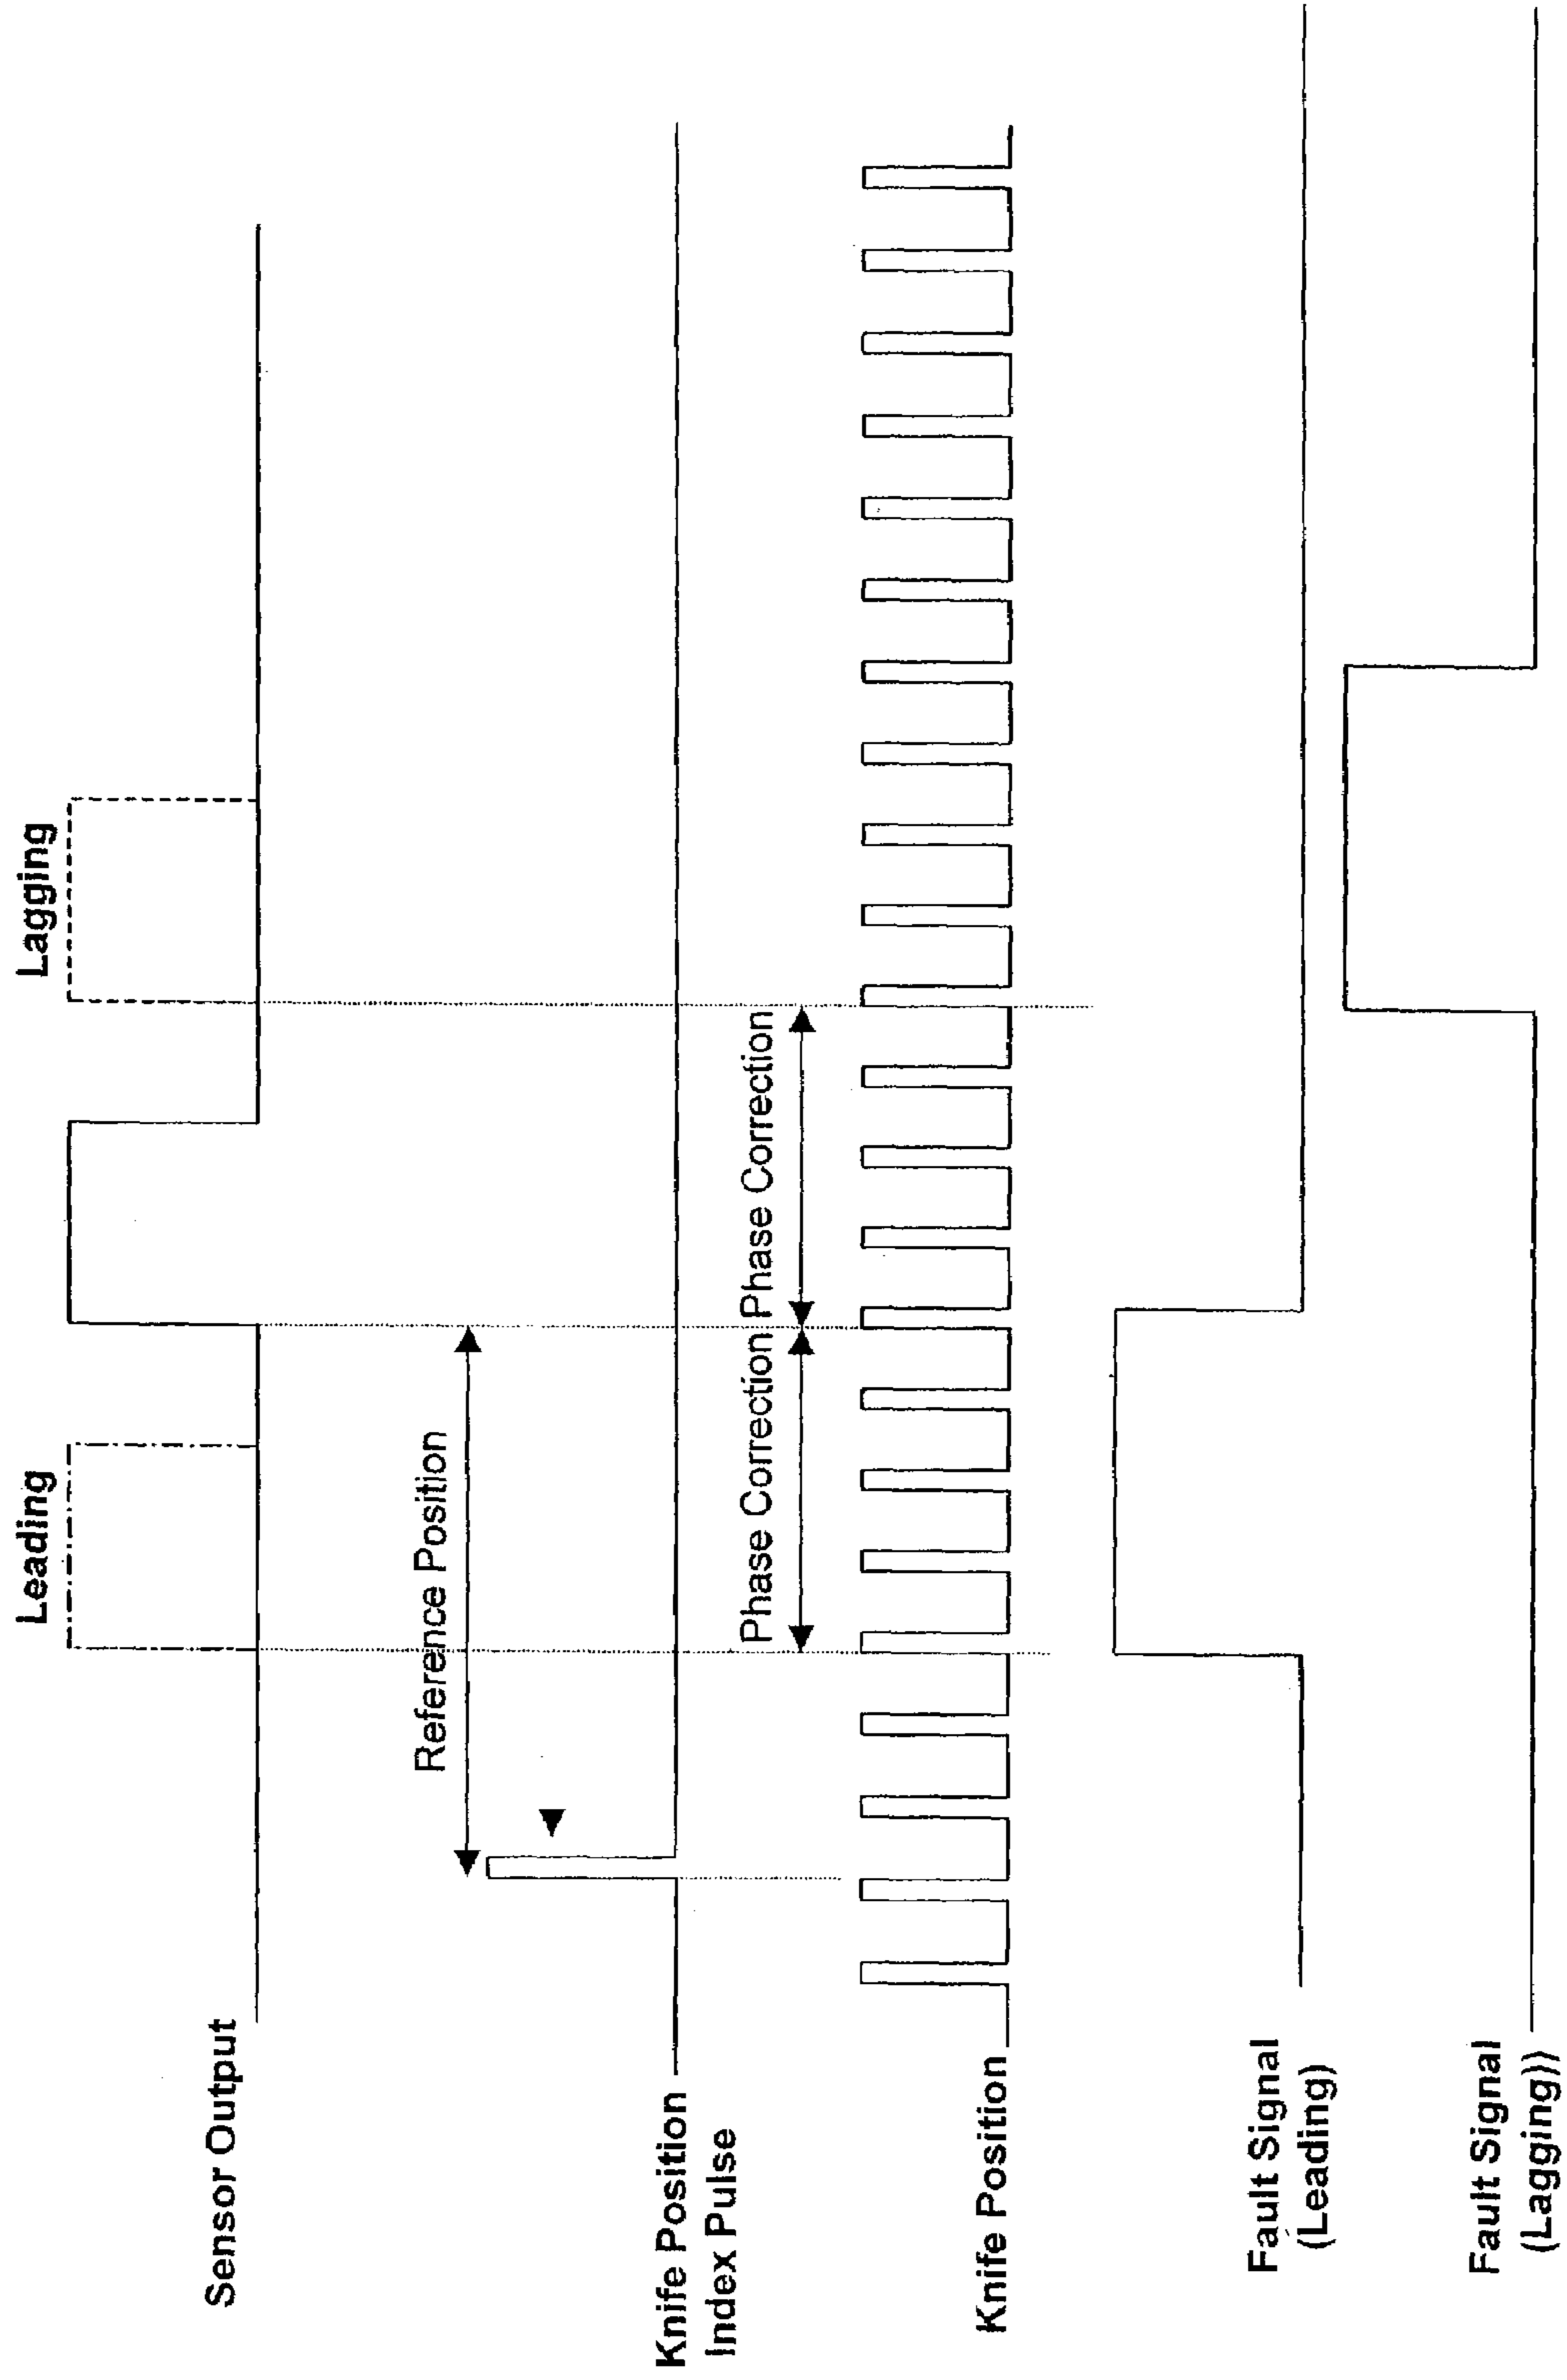 Leading
Lagging
Sensor Output
Reference Position
Knife Position
Index Pulse
Phase Correction
Phase Correction
Knife Position
Fault Signal
(Leading)
Fault Signal
(Lagging))